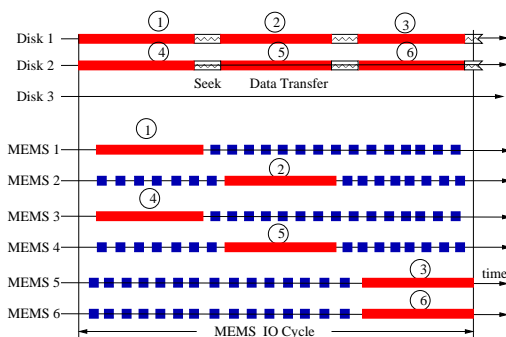 1 2 3
Disk 1
4 5 6
Disk 2
Seek Data Transfer
Disk 3
1
MEMS 1
2
MEMS 2
4
MEMS 3
5
MEMS 4
3
time
MEMS 5
6
MEMS 6
MEMS IO Cycle